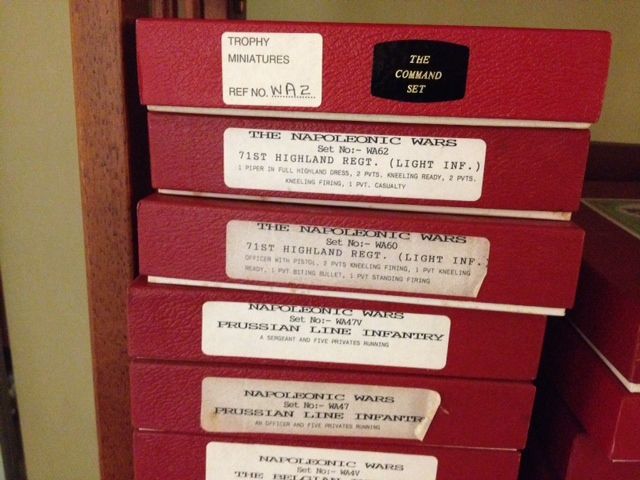 TROPHY
MINIATURES
REF NO. WA2
THE
COMMAND
SET
THE NAPOLEONIC WARS
Set No:- WA62
71ST HIGHLAND REGT. (LIGHT INF.)
1 PIPER IN FULL HIGHLAND DRESS, 2 PVTS. KNEELING READY, 2 PVTS.
KNEELING FIRING, 1 PVT. CASUALTY
THE NAPOLEONIC WARS
Set No:- WA60
71ST HIGHLAND REGT. (LIGHT INF.
OFFICER WITH PISTOL, 2 PVTS KNEELING FIRING, 1 PVT KNEELING
READY, 1 PVT BITING BULLET, 1 PVT STANDING FIRING
NAPOLEONIC WARS
Set No:- WA47V
PRUSSIAN LINE INFANTRY
A SERGEANT AND FIVE PRIVATES RUNNING
NAPOLEONIC WARS
Set No:- WA47
PRUSSIAN LINE INFANTR
AN OFFICER AND FIVE PRIVATES RUNNING
NAPOLEONIC WARS
Set No:- WA4V
THE BELGIAN